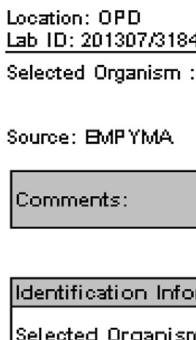 Location: OPD
Lab ID: 201307/3184
Selected Organism :
Source: EMPYMA
Comments:
Identification Info
Selected Organism